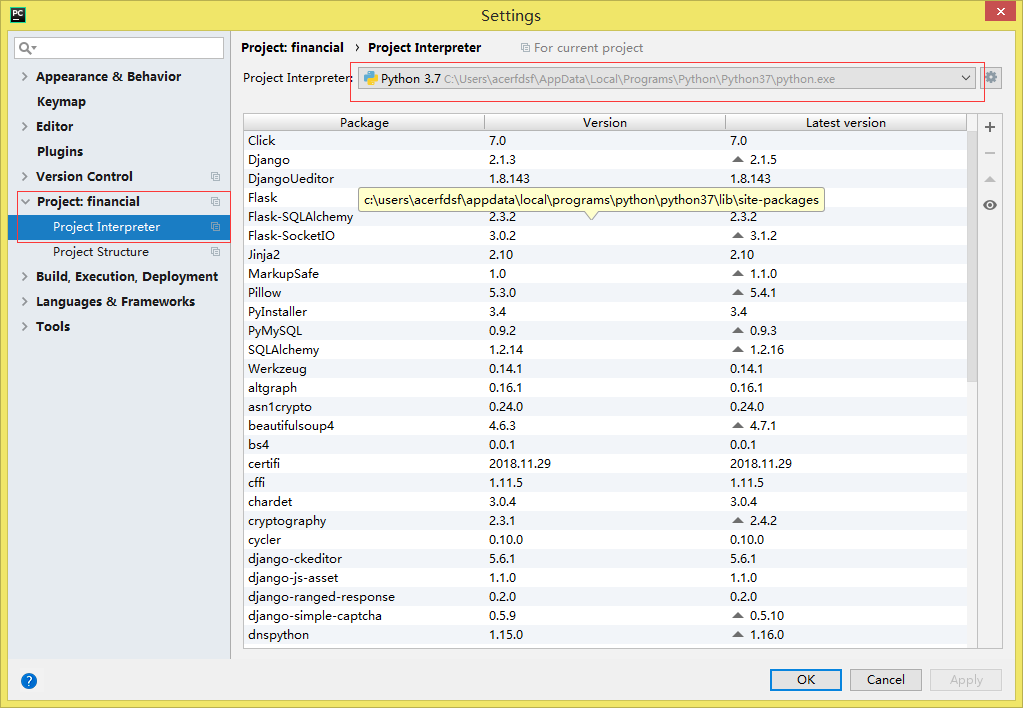 PC
Settings
Project: financial › Project Interpreter For current project
Project Interpreter: Python 3.7 C:\Users\acerfdsf\AppData\Local\Programs\Python\Python37\python.exe
Appearance & Behavior
Keymap
Editor
Plugins
Version Control
Project: financial
Project Interpreter
Project Structure
Build, Execution, Deployment
Languages & Frameworks
Tools
Package Version Latest version
Click 7.0 7.0
Django 2.1.3 2.1.5
DjangoUeditor 1.8.143 1.8.143
Flask
c:\users\acerfdsf\appdata\local\programs\python\python37\lib\site-packages
Flask-SQLAlchemy 2.3.2 2.3.2
Flask-SocketIO 3.0.2 3.1.2
Jinja2 2.10 2.10
MarkupSafe 1.0 1.1.0
Pillow 5.3.0 5.4.1
PyInstaller 3.4 3.4
PyMySQL 0.9.2 0.9.3
SQLAlchemy 1.2.14 1.2.16
Werkzeug 0.14.1 0.14.1
altgraph 0.16.1 0.16.1
asn1crypto 0.24.0 0.24.0
beautifulsoup4 4.6.3 4.7.1
bs4 0.0.1 0.0.1
certifi 2018.11.29 2018.11.29
cffi 1.11.5 1.11.5
chardet 3.0.4 3.0.4
cryptography 2.3.1 2.4.2
cycler 0.10.0 0.10.0
django-ckeditor 5.6.1 5.6.1
django-js-asset 1.1.0 1.1.0
django-ranged-response 0.2.0 0.2.0
django-simple-captcha 0.5.9 0.5.10
dnspython 1.15.0 1.16.0
? OK Cancel Apply